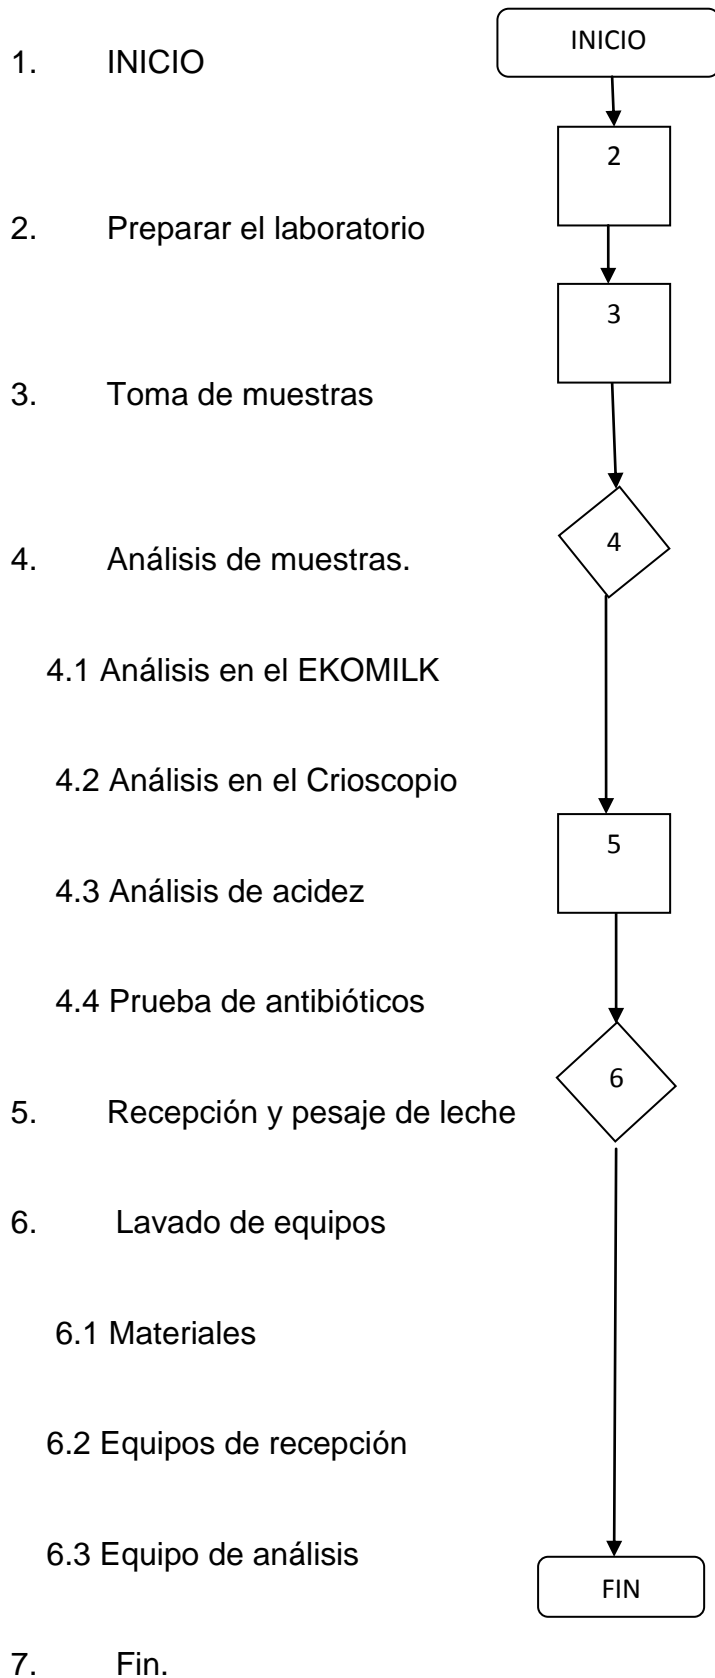 INICIO
1. INICIO
2
2. Preparar el laboratorio
3
3. Toma de muestras
4
4. Análisis de muestras.
4.1 Análisis en el EKOMILK
4.2 Análisis en el Crioscopio
5
4.3 Análisis de acidez
4.4 Prueba de antibióticos
6
5. Recepción y pesaje de leche
6. Lavado de equipos
6.1 Materiales
6.2 Equipos de recepción
6.3 Equipo de análisis
FIN
7. Fin.